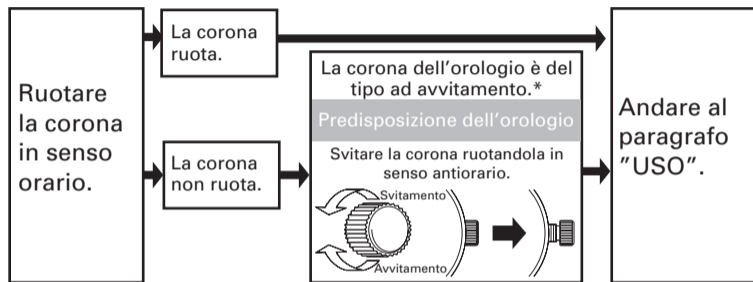 Ruotare
la corona
in senso
orario.
La corona
ruota.
La corona
non ruota.
La corona dell'orologio è del
tipo ad avvitamento.*
Predisposizione dell'orologio
Svitare la corona ruotandola in
senso antiorario.
Svitamento
Avvitamento
Andare al
paragrafo
"USO".